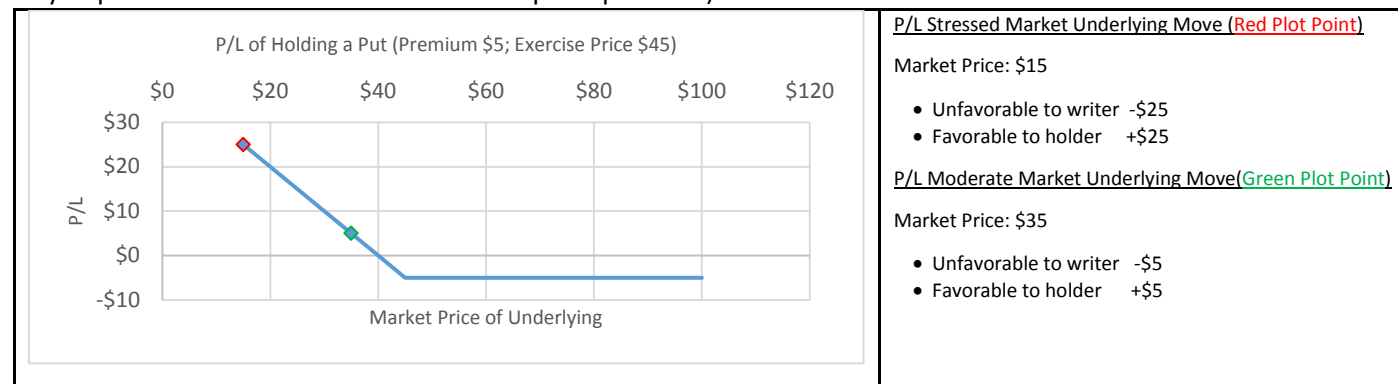 P/L of Holding a Put (Premium $5; Exercise Price $45)
$0 $20 $40 $60 $80 $100 $120
$30
$20
$10
$0
-$10
P/L
Market Price of Underlying
P/L Stressed Market Underlying Move (Red Plot Point)
Market Price: $15
• Unfavorable to writer -$25
• Favorable to holder +$25
P/L Moderate Market Underlying Move(Green Plot Point)
Market Price: $35
• Unfavorable to writer -$5
• Favorable to holder +$5